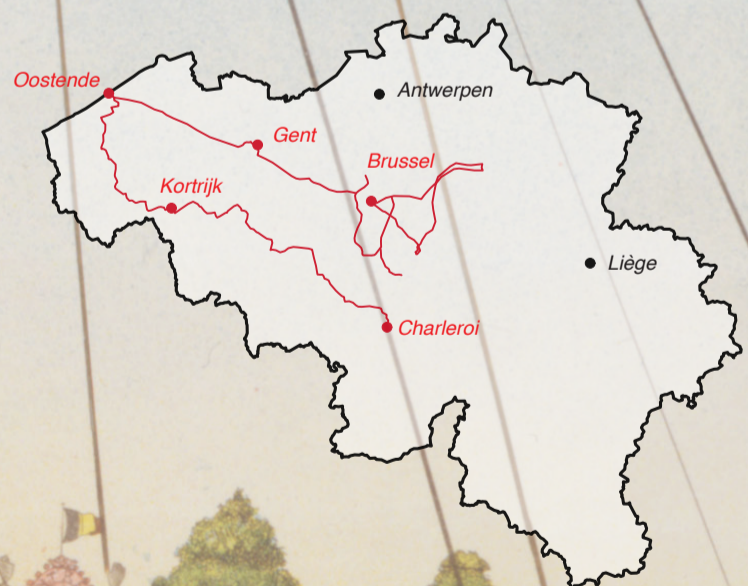 Oostende
Antwerpen
Gent
Brussel
Kortrijk
Liège
Charleroi